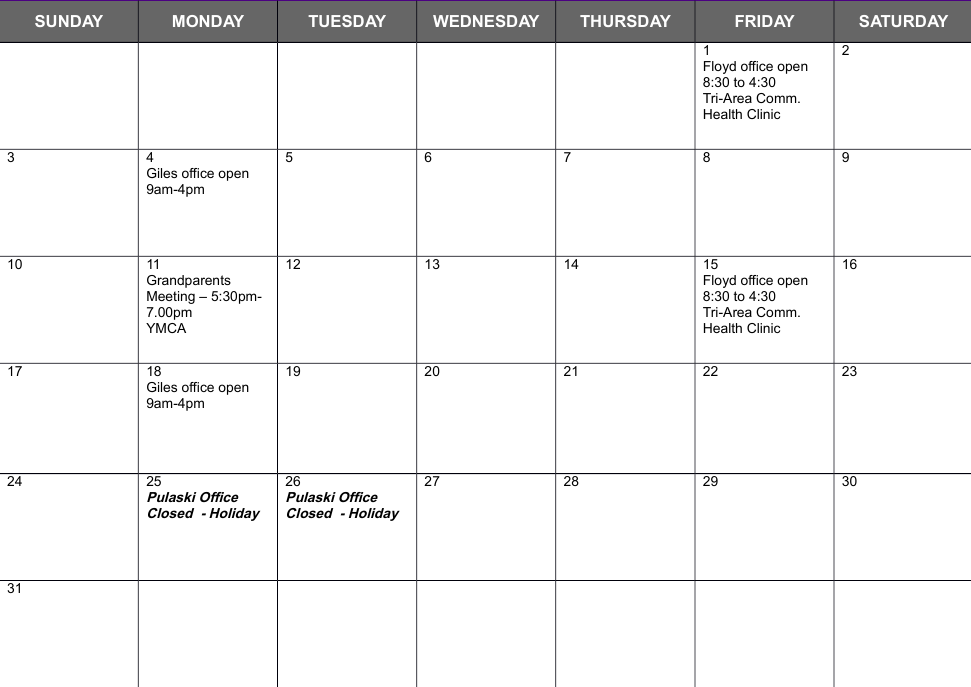 SUNDAY MONDAY TUESDAY WEDNESDAY THURSDAY FRIDAY SATURDAY
1
Floyd office open
8:30 to 4:30
Tri-Area Comm.
Health Clinic
2
3
4
Giles office open
9am-4pm
5
6
7
8
9
10
11
Grandparents
Meeting – 5:30pm-
7.00pm
YMCA
12
13
14
15
Floyd office open
8:30 to 4:30
Tri-Area Comm.
Health Clinic
16
17
18
Giles office open
9am-4pm
19
20
21
22
23
24
25
Pulaski Office
Closed  - Holiday
26
Pulaski Office
Closed  - Holiday
27
28
29
30
31